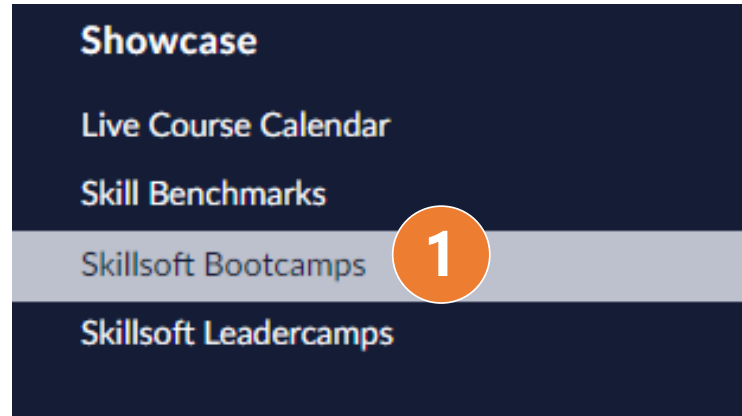 Showcase
Live Course Calendar
Skill Benchmarks
Skillsoft Bootcamps 1
Skillsoft Leadercamps